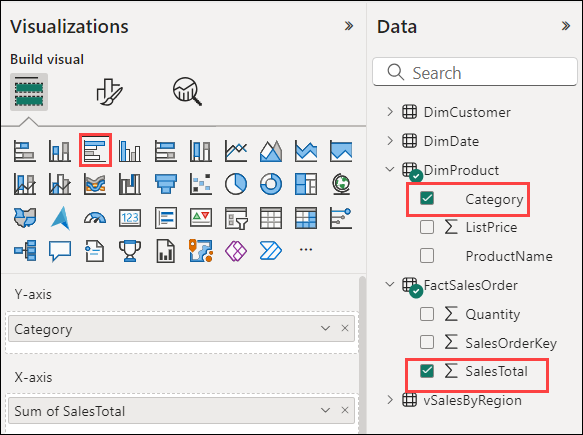 Visualizations
»
Build visual
123
...
Y-axis
Category
X-axis
Sum of SalesTotal
Data
»
Search
DimCustomer
DimDate
DimProduct
Category
∑ ListPrice
ProductName
FactSalesOrder
∑ Quantity
∑ SalesOrderKey
∑ SalesTotal
vSalesByRegion